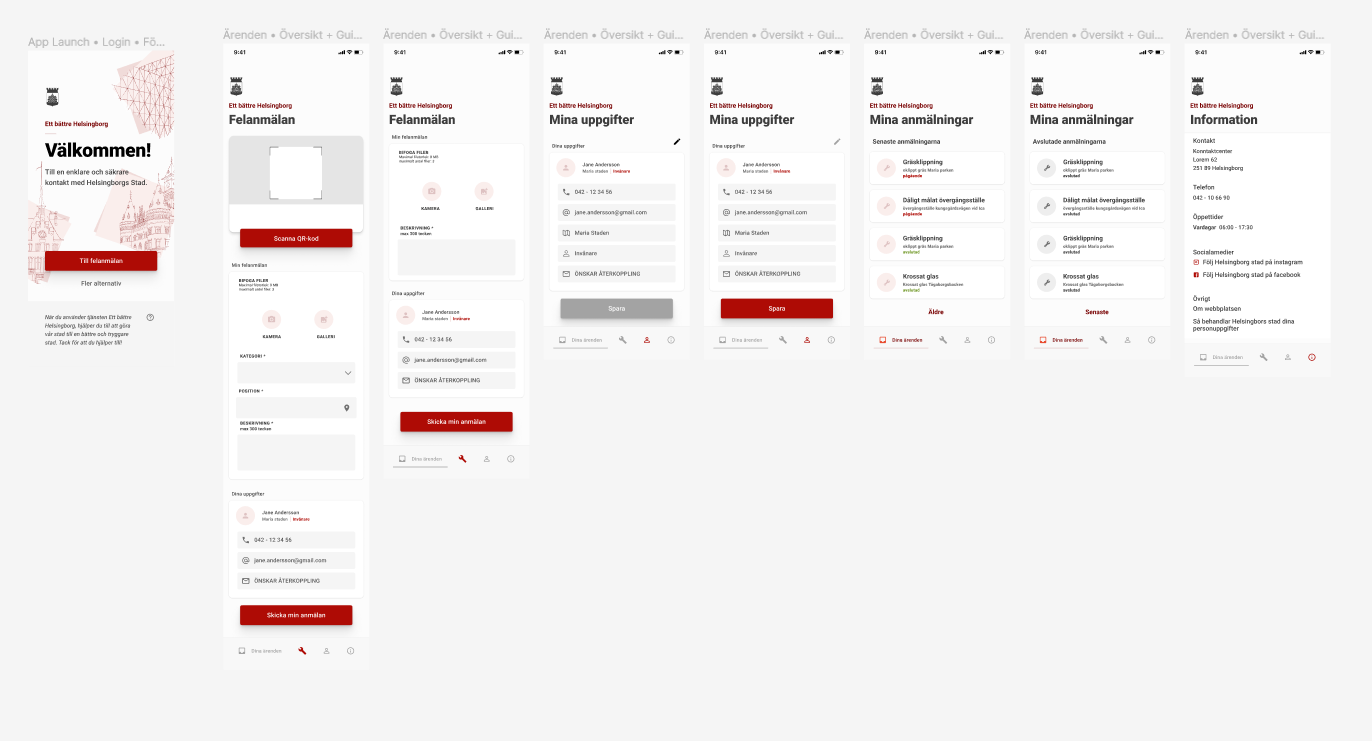 App Launch • Login • Fö...
Ett bättre Helsingborg
Välkommen!
Till en enklare och säkrare
kontakt med Helsingborgs Stad.
Till felanmälan
Fler alternativ
När du använder tjänsten Ett bättre
Helsingborg, hjälper du till att göra
vår stad till en bättre och tryggare
stad. Tack för att du hjälper till!
Ärenden • Översikt + Gui...
9:41
Ett bättre Helsingborg
Felanmälan
Scanna QR-kod
Min felanmälan
BIFOGA FILER
Maximal filstorlek: 9 MB
maximalt antal filer: 3
KAMERA
GALLERI
KATEGORI *
POSITION *
BESKRIVNING *
max 300 tecken
Dina uppgifter
Jane Andersson
Maria staden | Invånare
042 - 12 34 56
jane.andersson@gmail.com
ÖNSKAR ÅTERKOPPLING
Skicka min anmälan
Dina ärenden
Ärenden • Översikt + Gui...
9:41
Ett bättre Helsingborg
Felanmälan
Min felanmälan
BIFOGA FILER
Maximal filstorlek: 9 MB
maximalt antal filer: 3
KAMERA
GALLERI
BESKRIVNING *
max 300 tecken
Dina uppgifter
Jane Andersson
Maria staden | Invånare
042 - 12 34 56
jane.andersson@gmail.com
ÖNSKAR ÅTERKOPPLING
Skicka min anmälan
Dina ärenden
Ärenden • Översikt + Gui...
9:41
Ett bättre Helsingborg
Mina uppgifter
Dina uppgifter
Jane Andersson
Maria staden | Invånare
042 - 12 34 56
jane.andersson@gmail.com
Maria Staden
Invånare
ÖNSKAR ÅTERKOPPLING
Spara
Dina ärenden
Ärenden • Översikt + Gui...
9:41
Ett bättre Helsingborg
Mina uppgifter
Dina uppgifter
Jane Andersson
Maria staden | Invånare
042 - 12 34 56
jane.andersson@gmail.com
Maria Staden
Invånare
ÖNSKAR ÅTERKOPPLING
Spara
Dina ärenden
Ärenden • Översikt + Gui...
9:41
Ett bättre Helsingborg
Mina anmälningar
Senaste anmälningarna
Gräsklippning
oklippt gräs Maria parken
pågående
Dåligt målat övergångsställe
övergångsställe kungsgårdsvägen vid Ica
pågående
Gräsklippning
oklippt gräs Maria parken
avslutad
Krossat glas
Krossat glas Tågaborgsbacken
avslutad
Äldre
Dina ärenden
Ärenden • Översikt + Gui...
9:41
Ett bättre Helsingborg
Mina anmälningar
Avslutade anmälningarna
Gräsklippning
oklippt gräs Maria parken
avslutad
Dåligt målat övergångsställe
övergångsställe kungsgårdsvägen vid Ica
avslutad
Gräsklippning
oklippt gräs Maria parken
avslutad
Krossat glas
Krossat glas Tågaborgsbacken
avslutad
Senaste
Dina ärenden
Ärenden • Översikt + Gui...
9:41
Ett bättre Helsingborg
Information
Kontakt
Konntaktcenter
Lorem 62
251 89 Helsingborg
Telefon
042 - 10 66 90
Öppettider
Vardagar 06:00 - 17:30
Socialamedier
Följ Helsingborg stad på instagram
Följ Helsingborg stad på facebook
Övrigt
Om webbplatsen
Så behandlar Helsingbors stad dina
personuppgifter
Dina ärenden